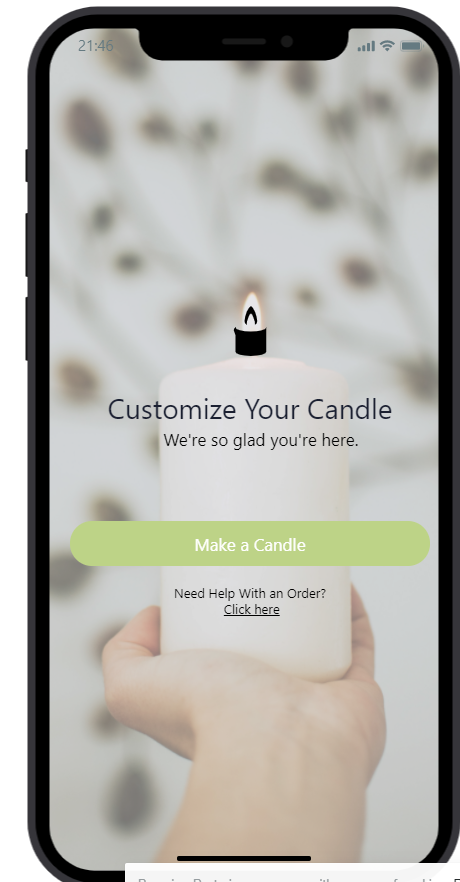 21:46
Customize Your Candle
We're so glad you're here.
Make a Candle
Need Help With an Order?
Click here